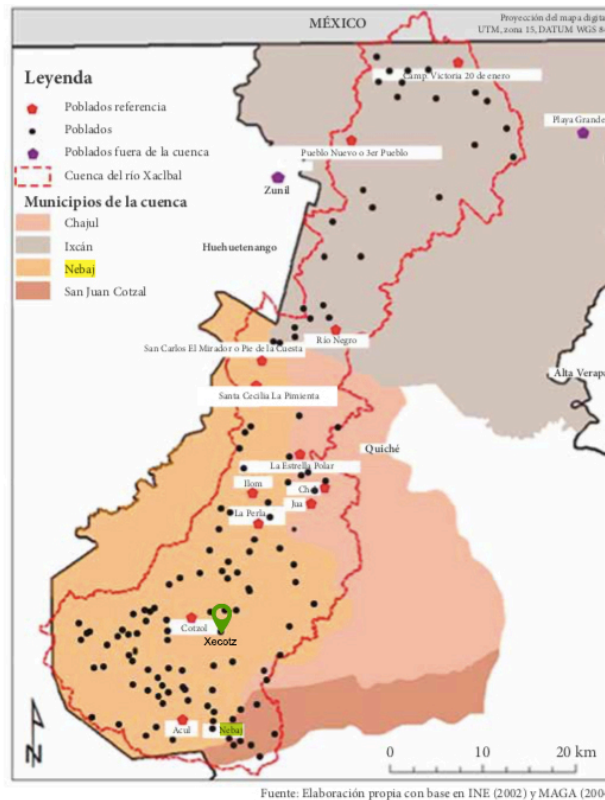 MÉXICO
Proyección del mapa digita
UTM, zona 15, DATUM WGS 84
Leyenda
Poblados referencia
Poblados
Poblados fuera de la cuenca
Cuenca del río Xaclbal
Municipios de la cuenca
Chajul
Ixcán
Nebaj
San Juan Cotzal
Camp. Victoria 20 de enero
Playa Grande
Pueblo Nuevo o 3er Pueblo
Zunil
Huehuetenango
Río Negro
San Carlos El Mirador o Pie de la Cuesta
Alta Verapa
Santa Cecilia La Pimienta
Quiché
La Estrella Polar
Ilom
Ch
Jua
La Perla
Cotzol
Xecotz
Acul
Nebaj
N
0 10 20 km
Fuente: Elaboración propia con base en INE (2002) y MAGA (200